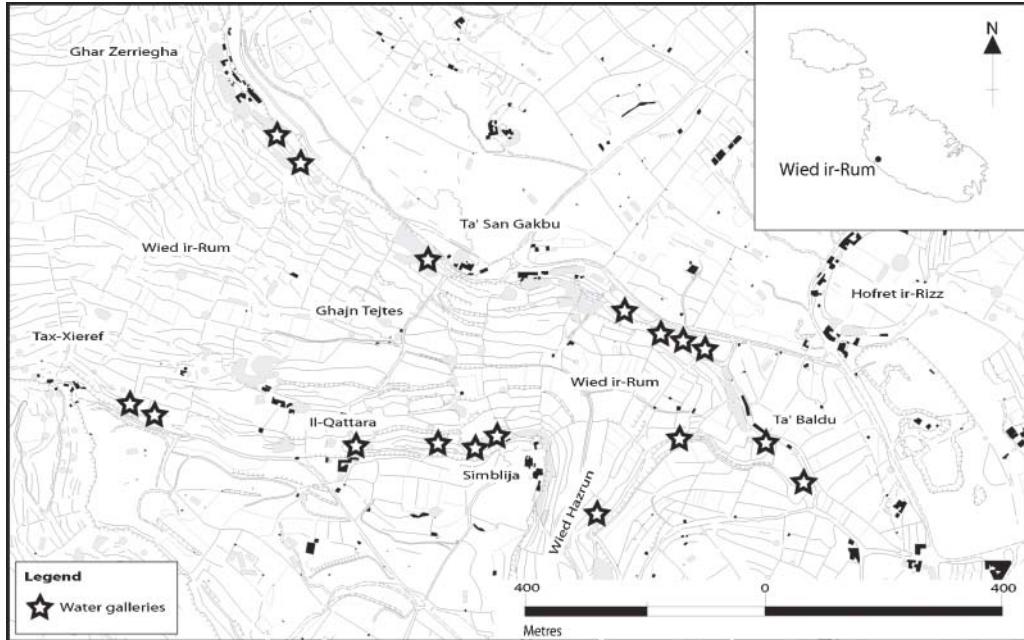 Ghar Zerriegha
N
Wied ir-Rum
Ta' San Gakbu
Wied ir-Rum
Hofret ir-Rizz
Ghajn Tejtes
Tax-Xieref
Wied ir-Rum
Il-Qattara
Ta' Baldu
Simblija
Wied Hazrun
Legend
Water galleries
400 0 400
Metres